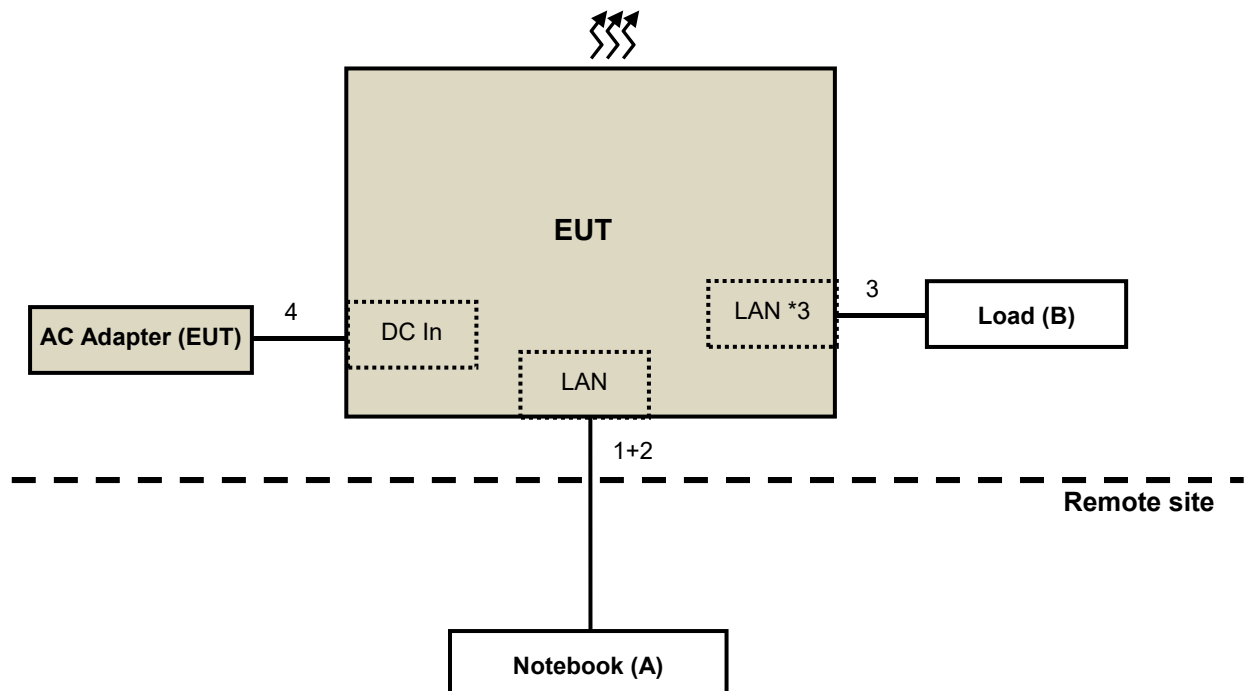 EUT
LAN *3
3
Load (B)
4
AC Adapter (EUT)
DC In
LAN
1+2
Remote site
Notebook (A)